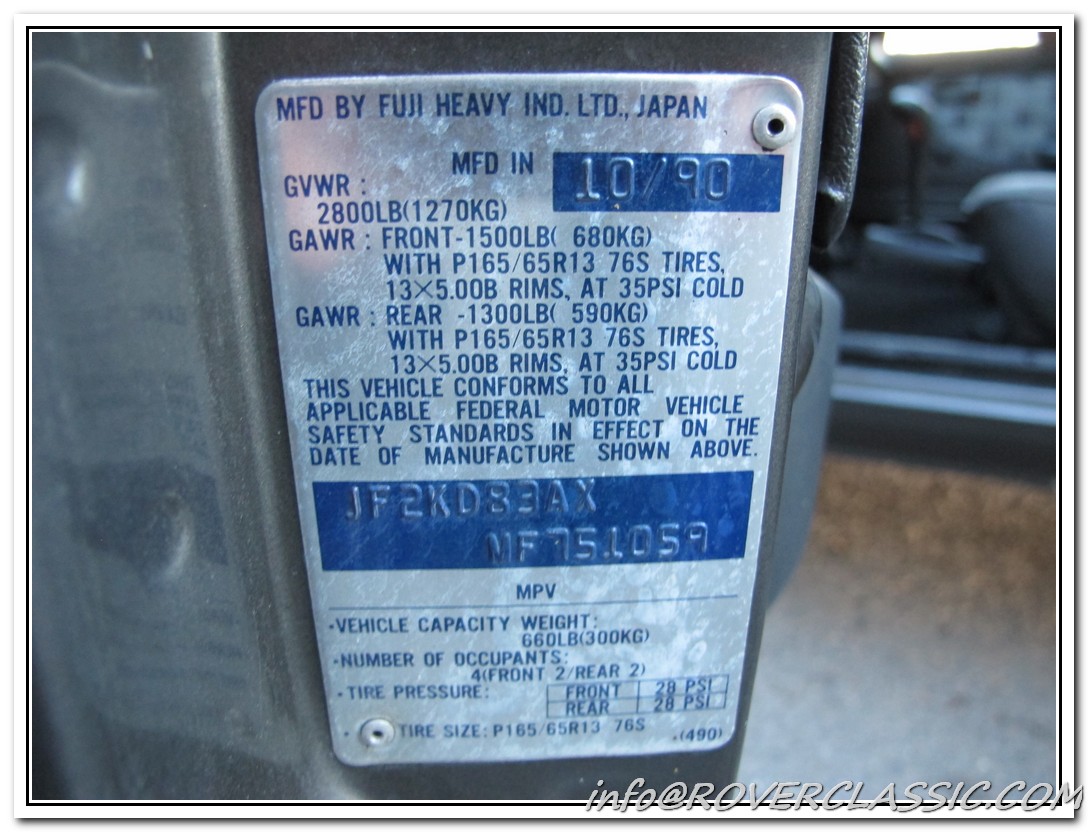 MFD BY FUJI HEAVY IND. LTD., JAPAN
MFD IN 10/90
GVWR :
2800LB(1270KG)
GAWR : FRONT-1500LB( 680KG)
WITH P165/65R13 76S TIRES,
13×5.00B RIMS, AT 35PSI COLD
GAWR : REAR -1300LB( 590KG)
WITH P165/65R13 76S TIRES,
13×5.00B RIMS, AT 35PSI COLD
THIS VEHICLE CONFORMS TO ALL
APPLICABLE FEDERAL MOTOR VEHICLE
SAFETY STANDARDS IN EFFECT ON THE
DATE OF MANUFACTURE SHOWN ABOVE.
JF2KD83AX
MF751059
MPV
·VEHICLE CAPACITY WEIGHT:
660LB(300KG)
·NUMBER OF OCCUPANTS:
4(FRONT 2/REAR 2)
·TIRE PRESSURE: FRONT 28 PSI
REAR 28 PSI
· TIRE SIZE: P165/65R13 76S .(490)
info@ROVERCLASSIC.COM